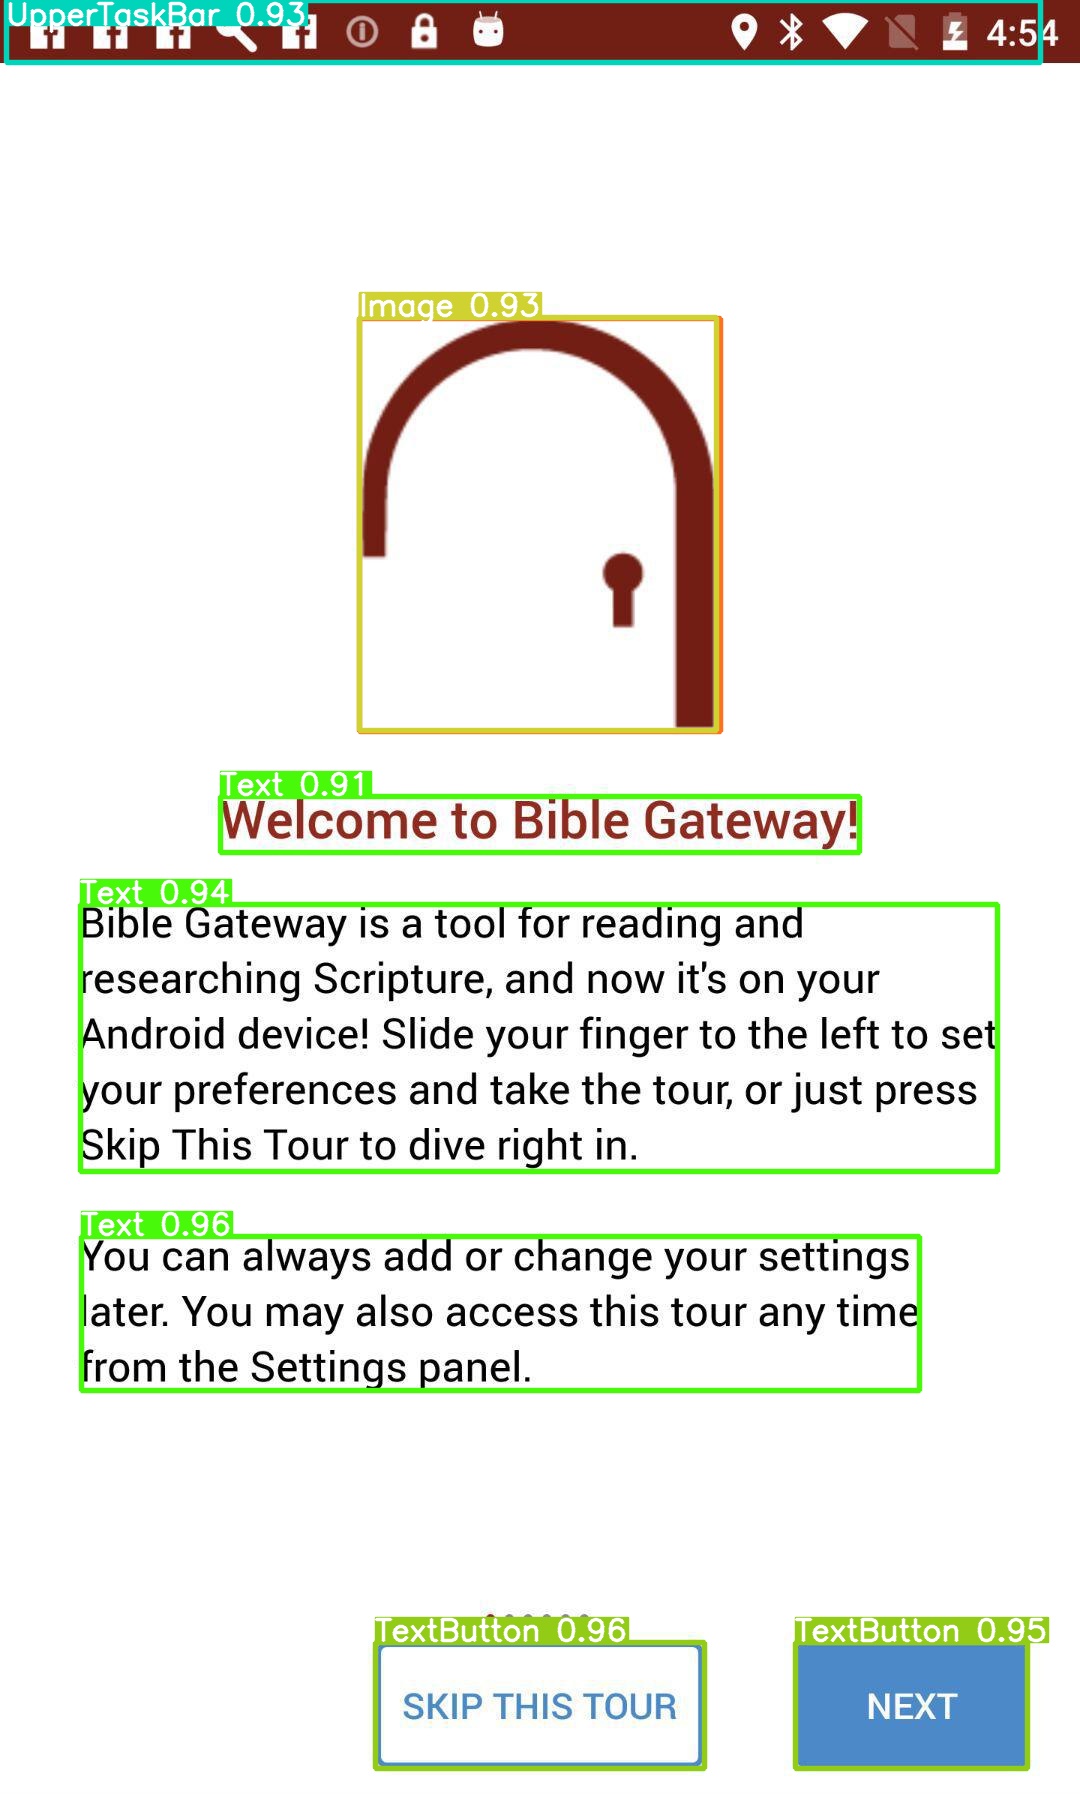 UpperTaskBar 0.93
4:54
Image 0.93
Text 0.91
Welcome to Bible Gateway!
Text 0.94
Bible Gateway is a tool for reading and
researching Scripture, and now it's on your
Android device! Slide your finger to the left to set
your preferences and take the tour, or just press
Skip This Tour to dive right in.
Text 0.96
You can always add or change your settings
later. You may also access this tour any time
from the Settings panel.
TextButton 0.96
TextButton 0.95
SKIP THIS TOUR
NEXT